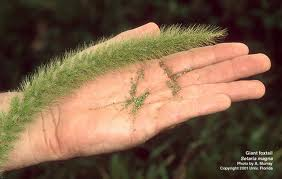 Giant foxtail
Setaria magna
Photo by A. Murray
Copyright 2001 Univ. Florida